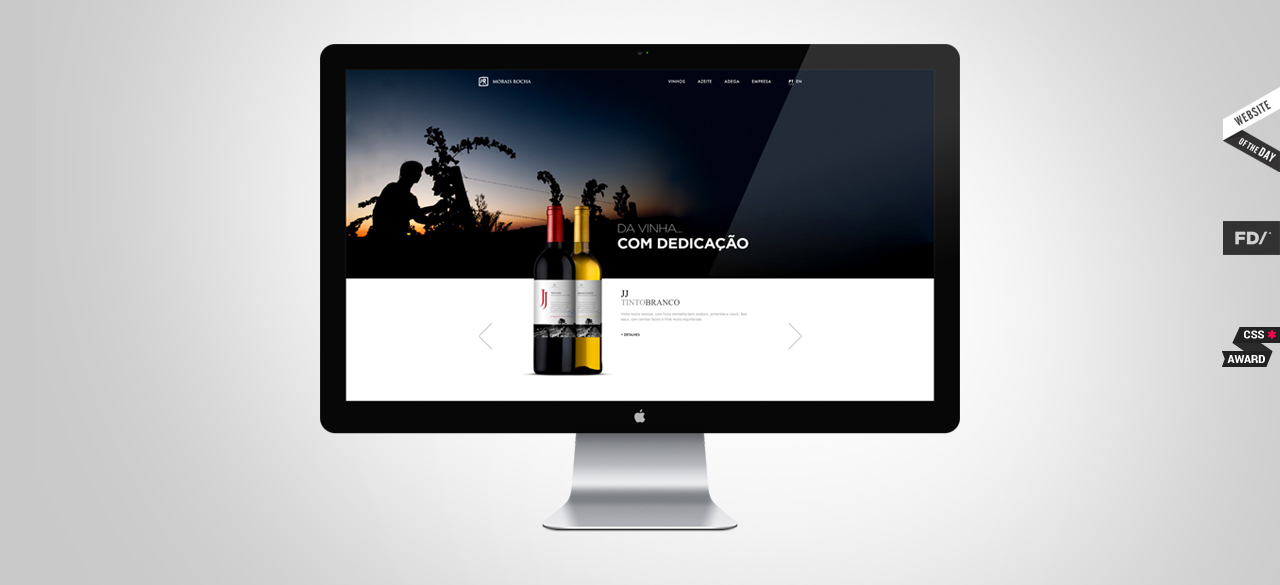 MORAIS ROCHA
VINHOS AZEITE ADEGA EMPRESA PT EN
DA VINHA...
COM DEDICAÇÃO
JJ
TINTOBRANCO
+ DETALHES
JJ
WEBSITE
OF THE DAY
FD/
CSS
AWARD